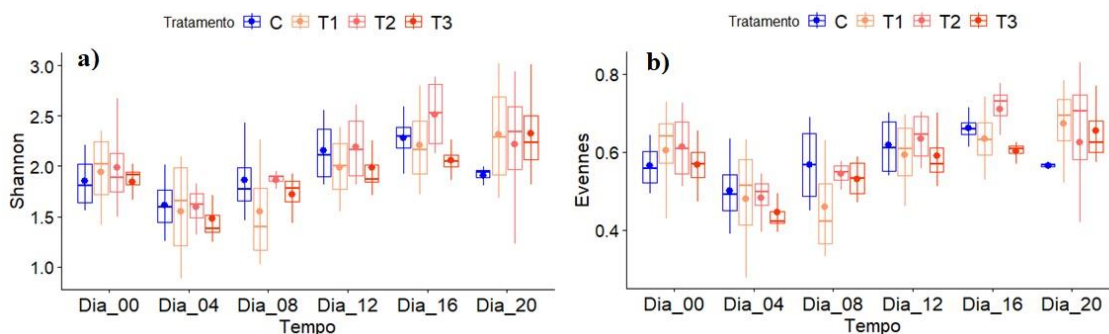 Tratamento C T1 T2 T3
a)
Shannon
3.0
2.5
2.0
1.5
1.0
Dia_00 Dia_04 Dia_08 Dia_12 Dia_16 Dia_20
Tempo
Tratamento C T1 T2 T3
b)
Evennes
0.8
0.6
0.4
Dia_00 Dia_04 Dia_08 Dia_12 Dia_16 Dia_20
Tempo